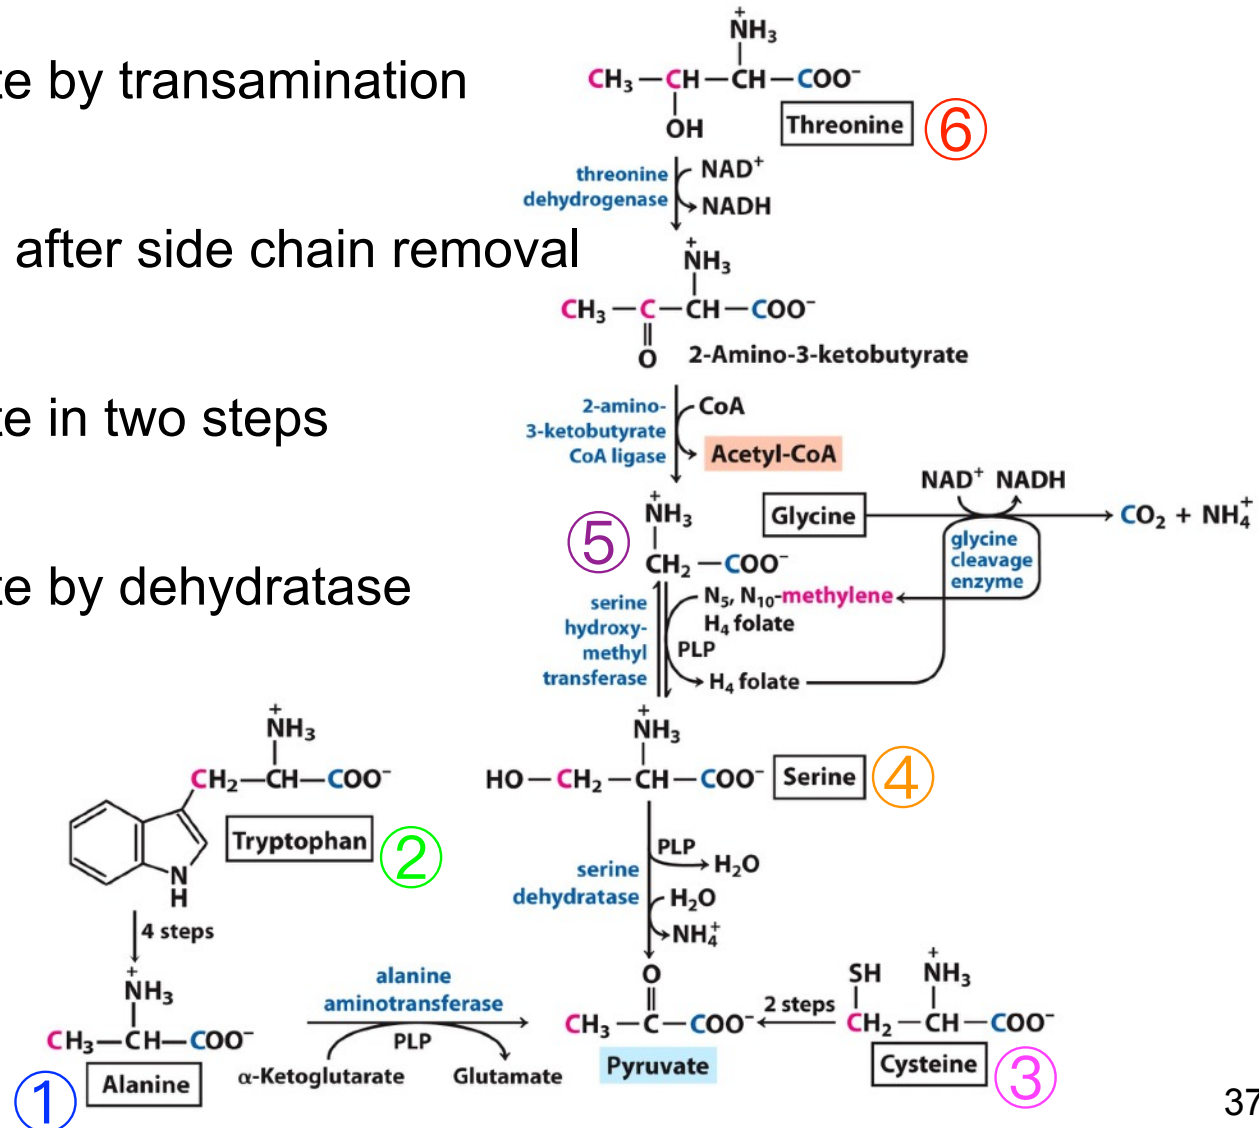 te by transamination
after side chain removal
te in two steps
te by dehydratase
+
NH3
CH3—CH—CH—COO⁻
OH
Threonine
⑥
threonine
dehydrogenase
NAD⁺
NADH
+
NH3
CH3—C—CH—COO⁻
O
2-Amino-3-ketobutyrate
2-amino-
3-ketobutyrate
CoA ligase
CoA
Acetyl-CoA
+
NH3
⑤
CH2—COO⁻
Glycine
NAD⁺ NADH
CO2 + NH4⁺
glycine
cleavage
enzyme
serine
hydroxy-
methyl
transferase
N5, N10-methylene
H4 folate
PLP
H4 folate
+
NH3
CH2—CH—COO⁻
N
H
Tryptophan
②
4 steps
+
NH3
HO—CH2—CH—COO⁻
Serine
④
serine
dehydratase
PLP
H2O
H2O
NH4⁺
+
NH3
CH3—CH—COO⁻
Alanine
①
alanine
aminotransferase
PLP
α-Ketoglutarate
Glutamate
O
CH3—C—COO⁻
Pyruvate
2 steps
SH
+
NH3
CH2—CH—COO⁻
Cysteine
③
37